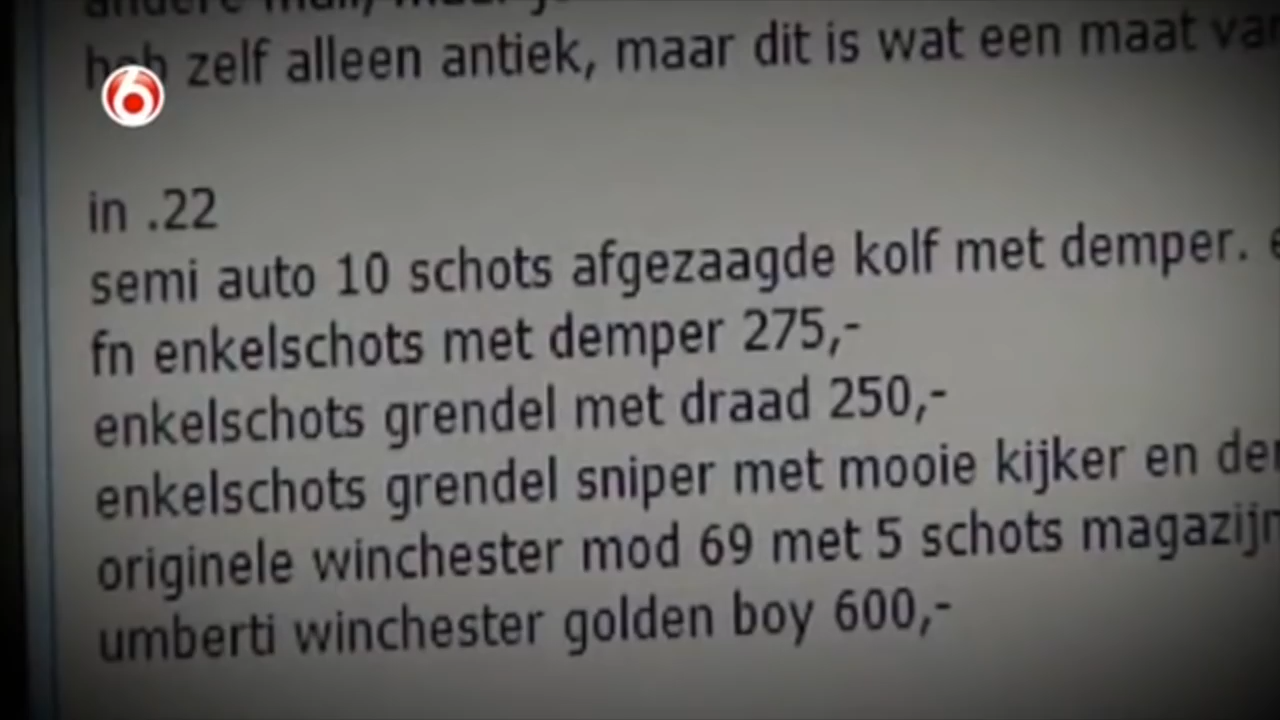 heb zelf alleen antiek, maar dit is wat een maat
in .22
semi auto 10 schots afgezaagde kolf met demper.
fn enkelschots met demper 275,-
enkelschots grendel met draad 250,-
enkelschots grendel sniper met mooie kijker en
originele winchester mod 69 met 5 schots magazijn
umberti winchester golden boy 600,-
6